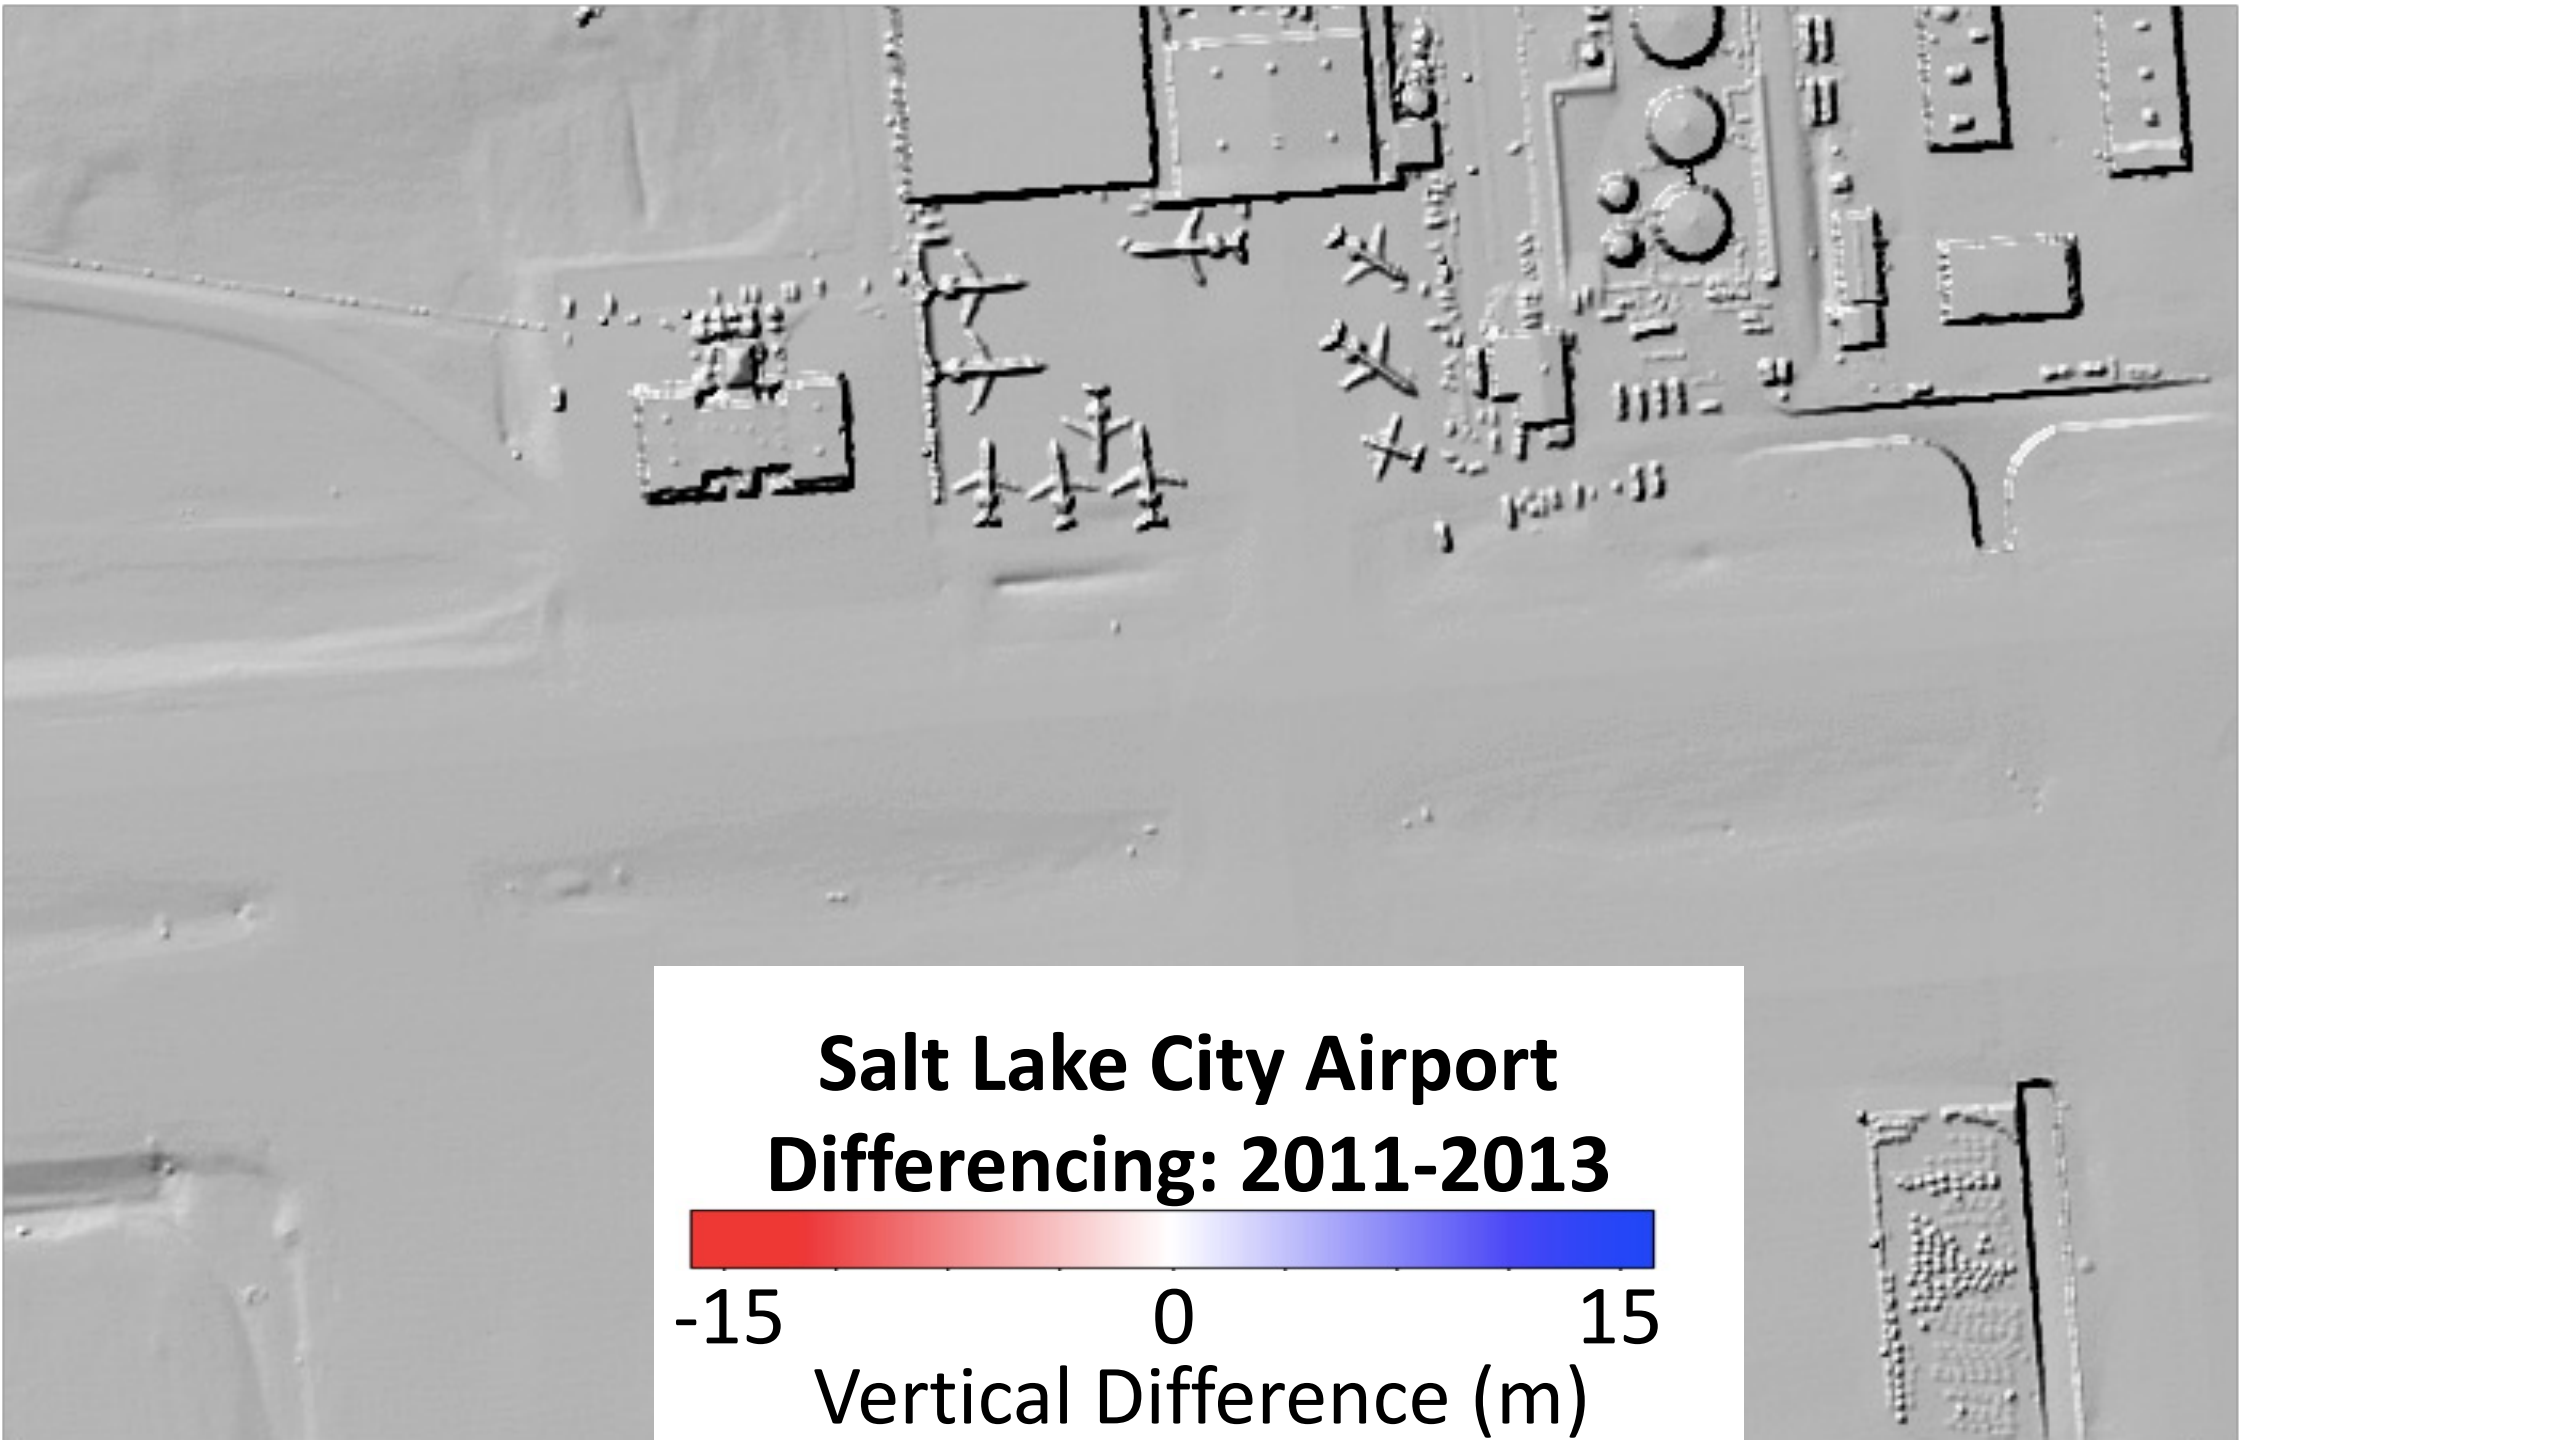 Salt Lake City Airport
Differencing: 2011-2013
-15 0 15
Vertical Difference (m)